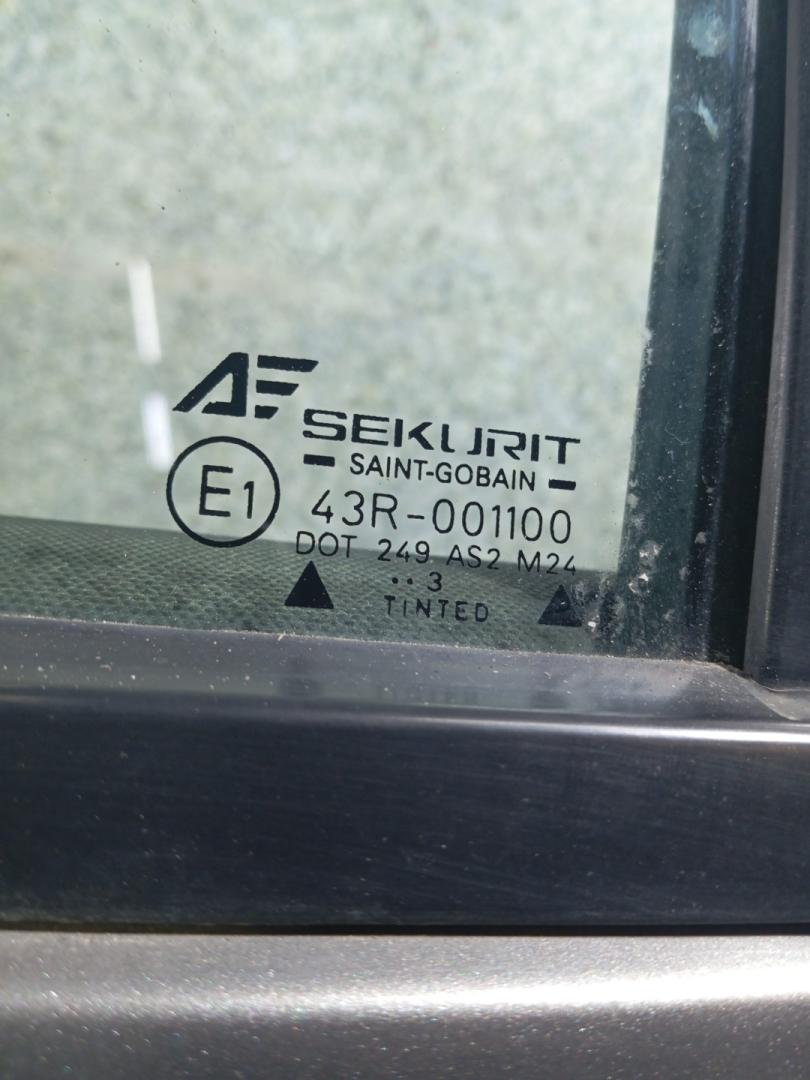 AF
SEKURIT
SAINT-GOBAIN
E1
43R-001100
DOT 249 AS2 M24
..3
TINTED